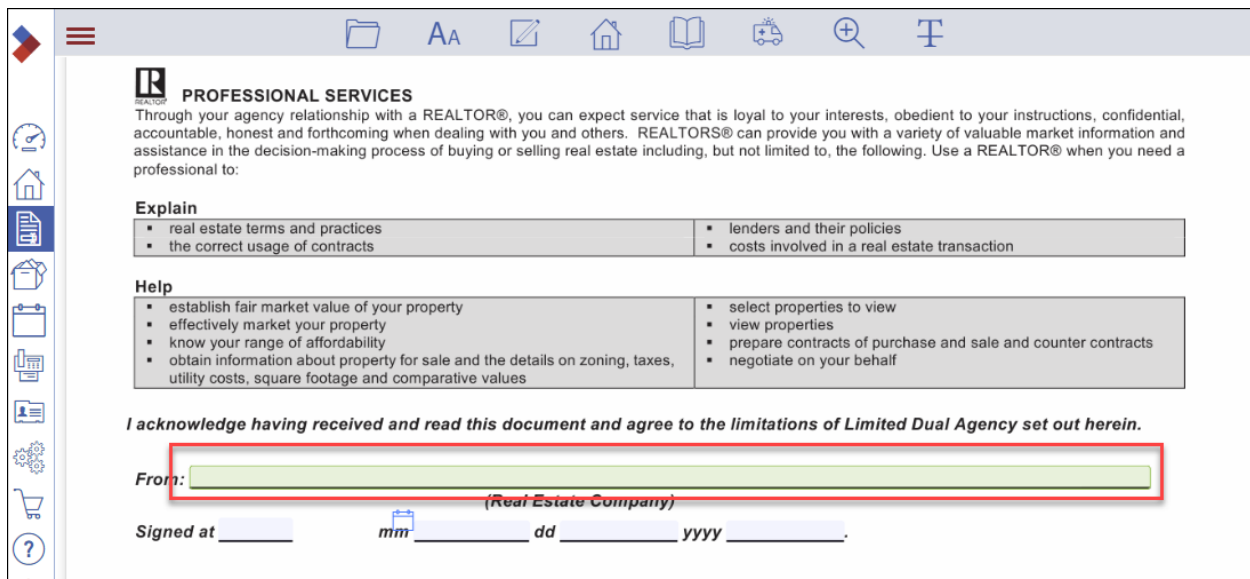 AA
T
R
REALTOR®
PROFESSIONAL SERVICES
Through your agency relationship with a REALTOR®, you can expect service that is loyal to your interests, obedient to your instructions, confidential,
accountable, honest and forthcoming when dealing with you and others.  REALTORS® can provide you with a variety of valuable market information and
assistance in the decision-making process of buying or selling real estate including, but not limited to, the following. Use a REALTOR® when you need a
professional to:
Explain
▪ real estate terms and practices
▪ the correct usage of contracts
▪ lenders and their policies
▪ costs involved in a real estate transaction
Help
▪ establish fair market value of your property
▪ effectively market your property
▪ know your range of affordability
▪ obtain information about property for sale and the details on zoning, taxes,
utility costs, square footage and comparative values
▪ select properties to view
▪ view properties
▪ prepare contracts of purchase and sale and counter contracts
▪ negotiate on your behalf
I acknowledge having received and read this document and agree to the limitations of Limited Dual Agency set out herein.
From:
(Real Estate Company)
Signed at mm dd yyyy .
?